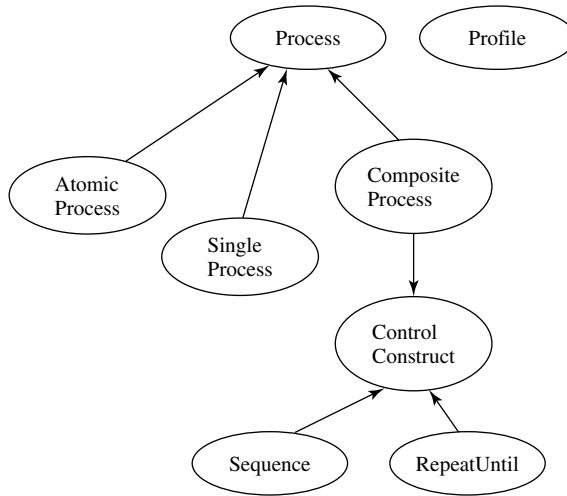 Process
Profile
Atomic
Process
Composite
Process
Single
Process
Control
Construct
Sequence
RepeatUntil